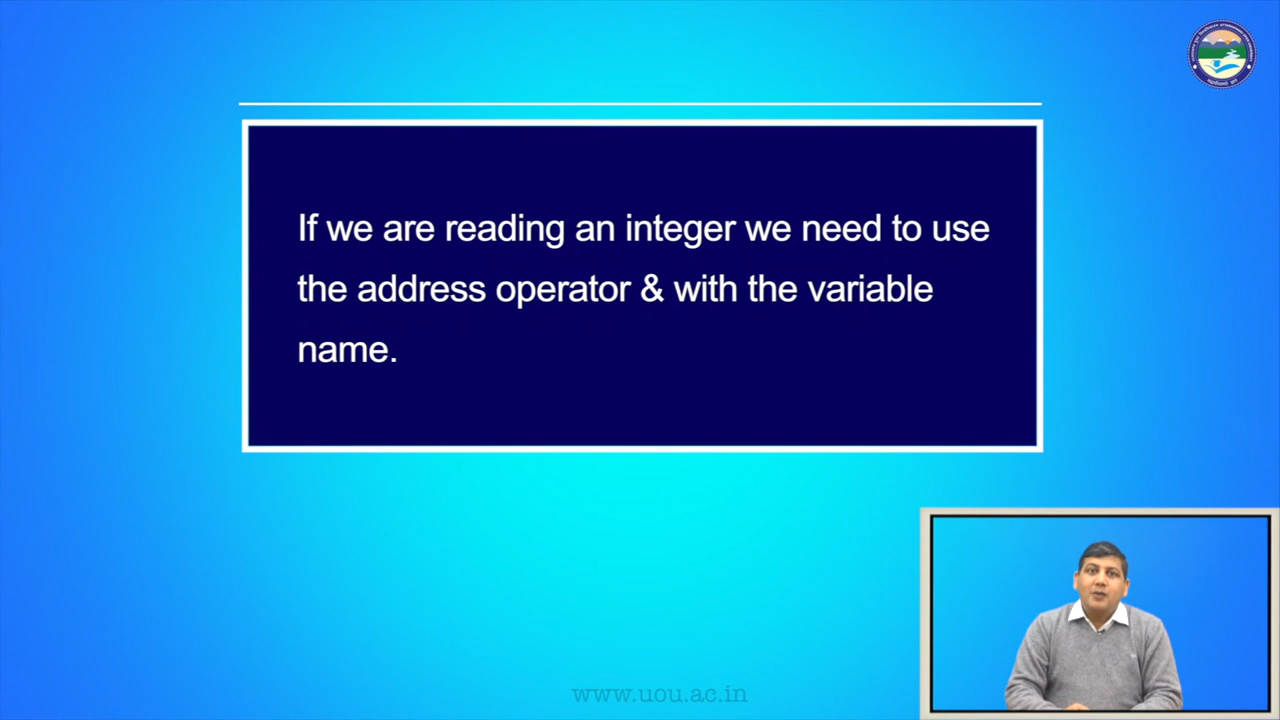 If we are reading an integer we need to use
the address operator & with the variable
name.
www.uou.ac.in